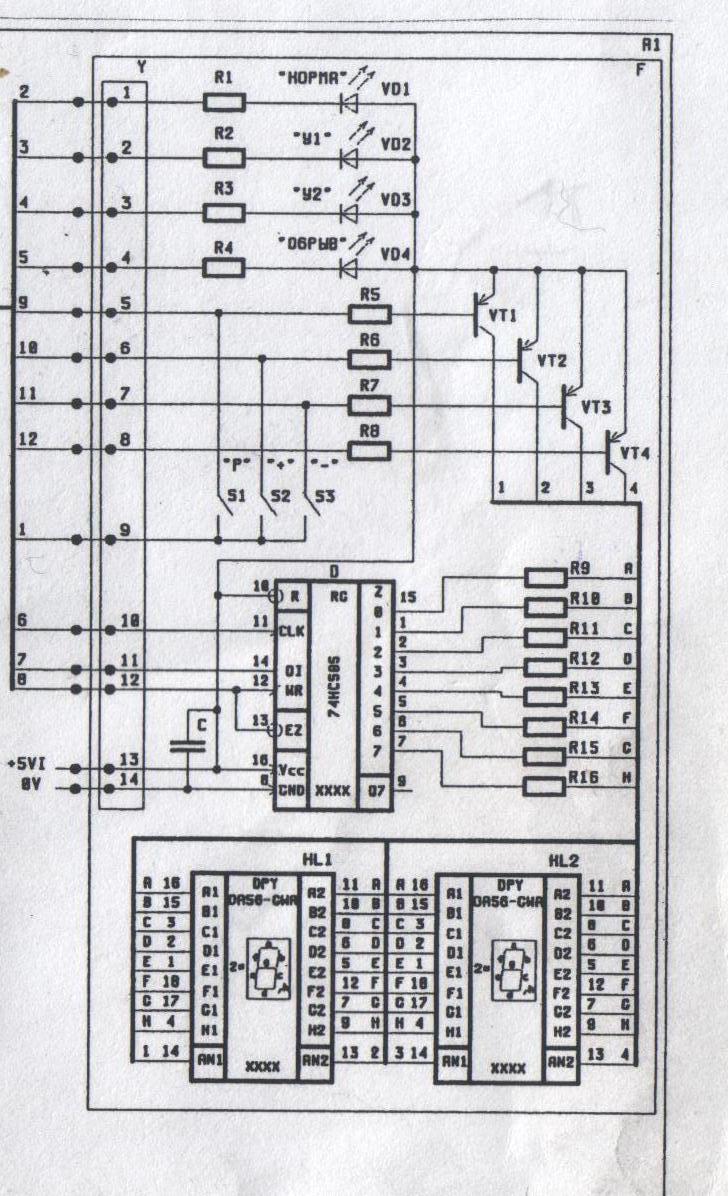 A1
Y F
2 1 R1 "НОРМА" VD1
3 2 R2 "У1" VD2
4 3 R3 "У2" VD3
5 4 R4 "ОБРЫВ" VD4
9 5 R5 VT1
10 6 R6 VT2
11 7 R7 VT3
12 8 R8 VT4
"Р" "+" "-"
S1 S2 S3
1 2 3 4
1 9
D
10 R RG Z
0 15 R9 A
6 10 11 CLK 1 1 R10 B
2 2 R11 C
7 11 14 DI 3 3 R12 D
8 12 12 WR 4 4 R13 E
74HC595
C 13 EZ 5 5 R14 F
6 6 R15 G
+5VI 13 16 Vcc 7 7 R16 H
0V 14 8 GND XXXX Q7 9
HL1 HL2
DPY DPY
DA56-GWA DA56-GWA
A 16 A1 A2 11 A A 16 A1 A2 11 A
B 15 B1 B2 10 B B 15 B1 B2 10 B
C 3 C1 C2 8 C C 3 C1 C2 8 C
D 2 D1 D2 6 D D 2 D1 D2 6 D
E 1 E1 E2 5 E E 1 E1 E2 5 E
F 18 F1 F2 12 F F 18 F1 F2 12 F
G 17 G1 G2 7 G G 17 G1 G2 7 G
H 4 H1 H2 9 H H 4 H1 H2 9 H
2= 2=
1 14 AN1 XXXX AN2 13 2 3 14 AN1 XXXX AN2 13 4